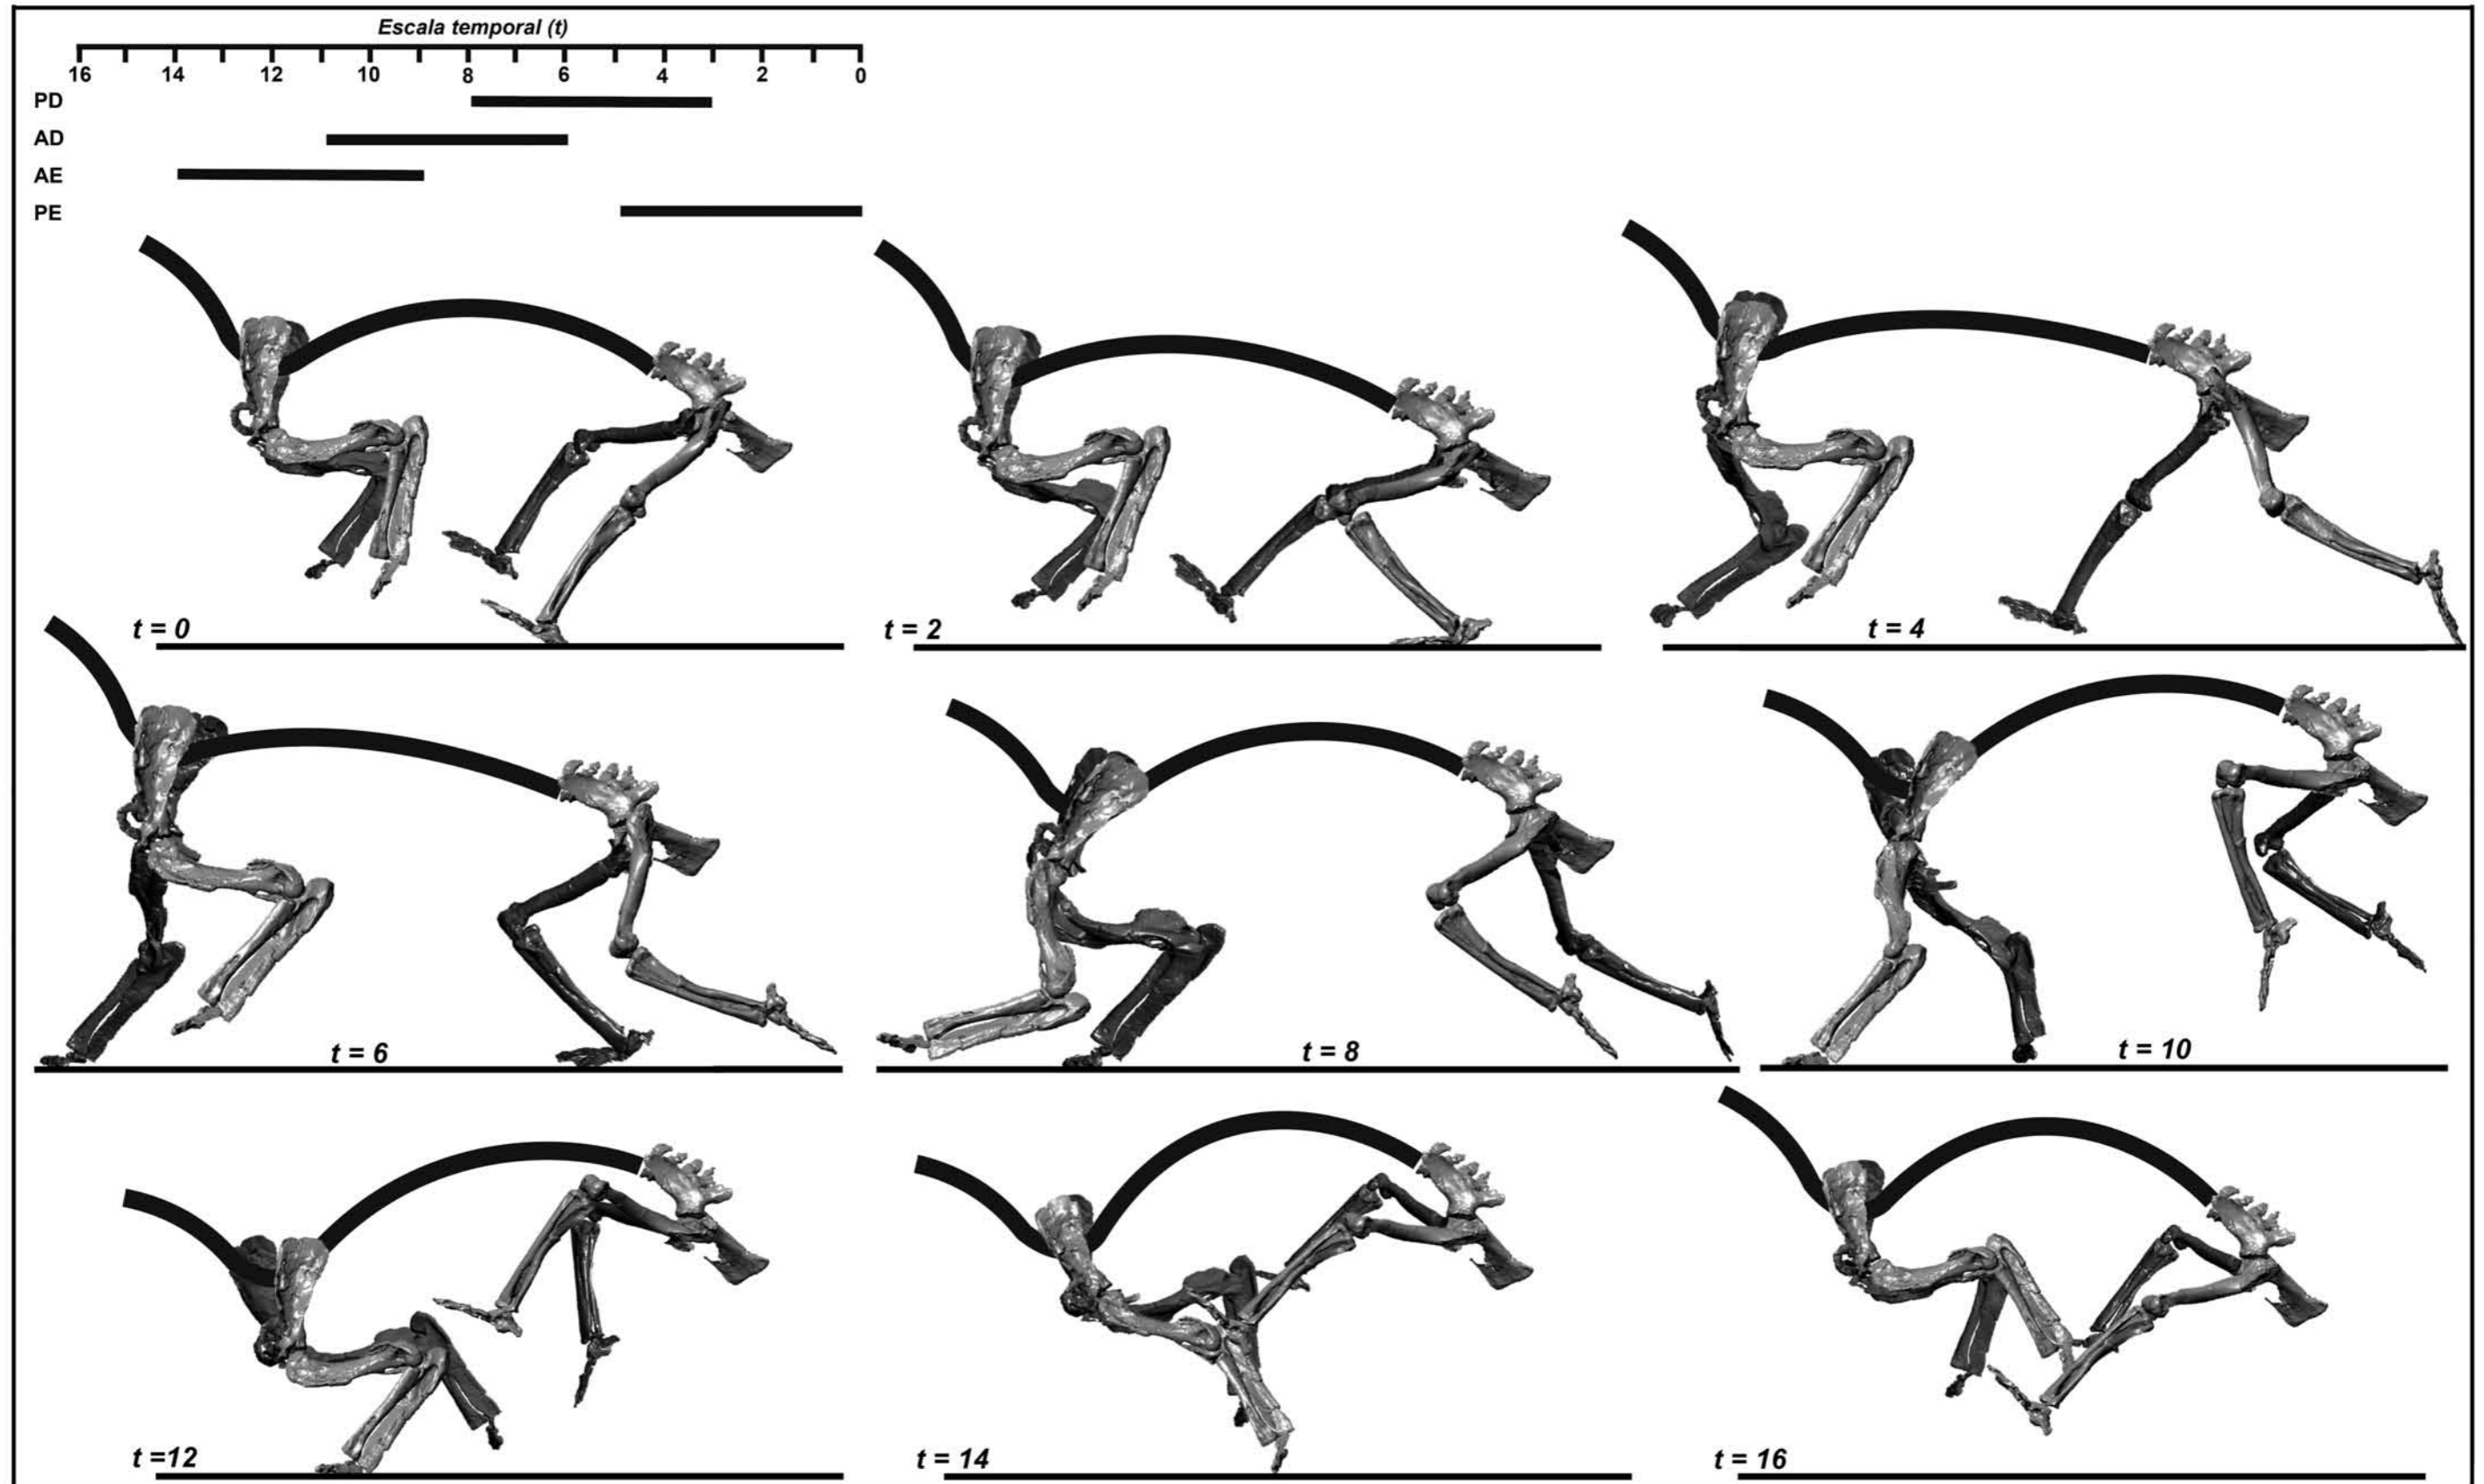 Escala temporal (t)
16 14 12 10 8 6 4 2 0
PD
AD
AE
PE
t = 0
t = 2
t = 4
t = 6
t = 8
t = 10
t =12
t = 14
t = 16